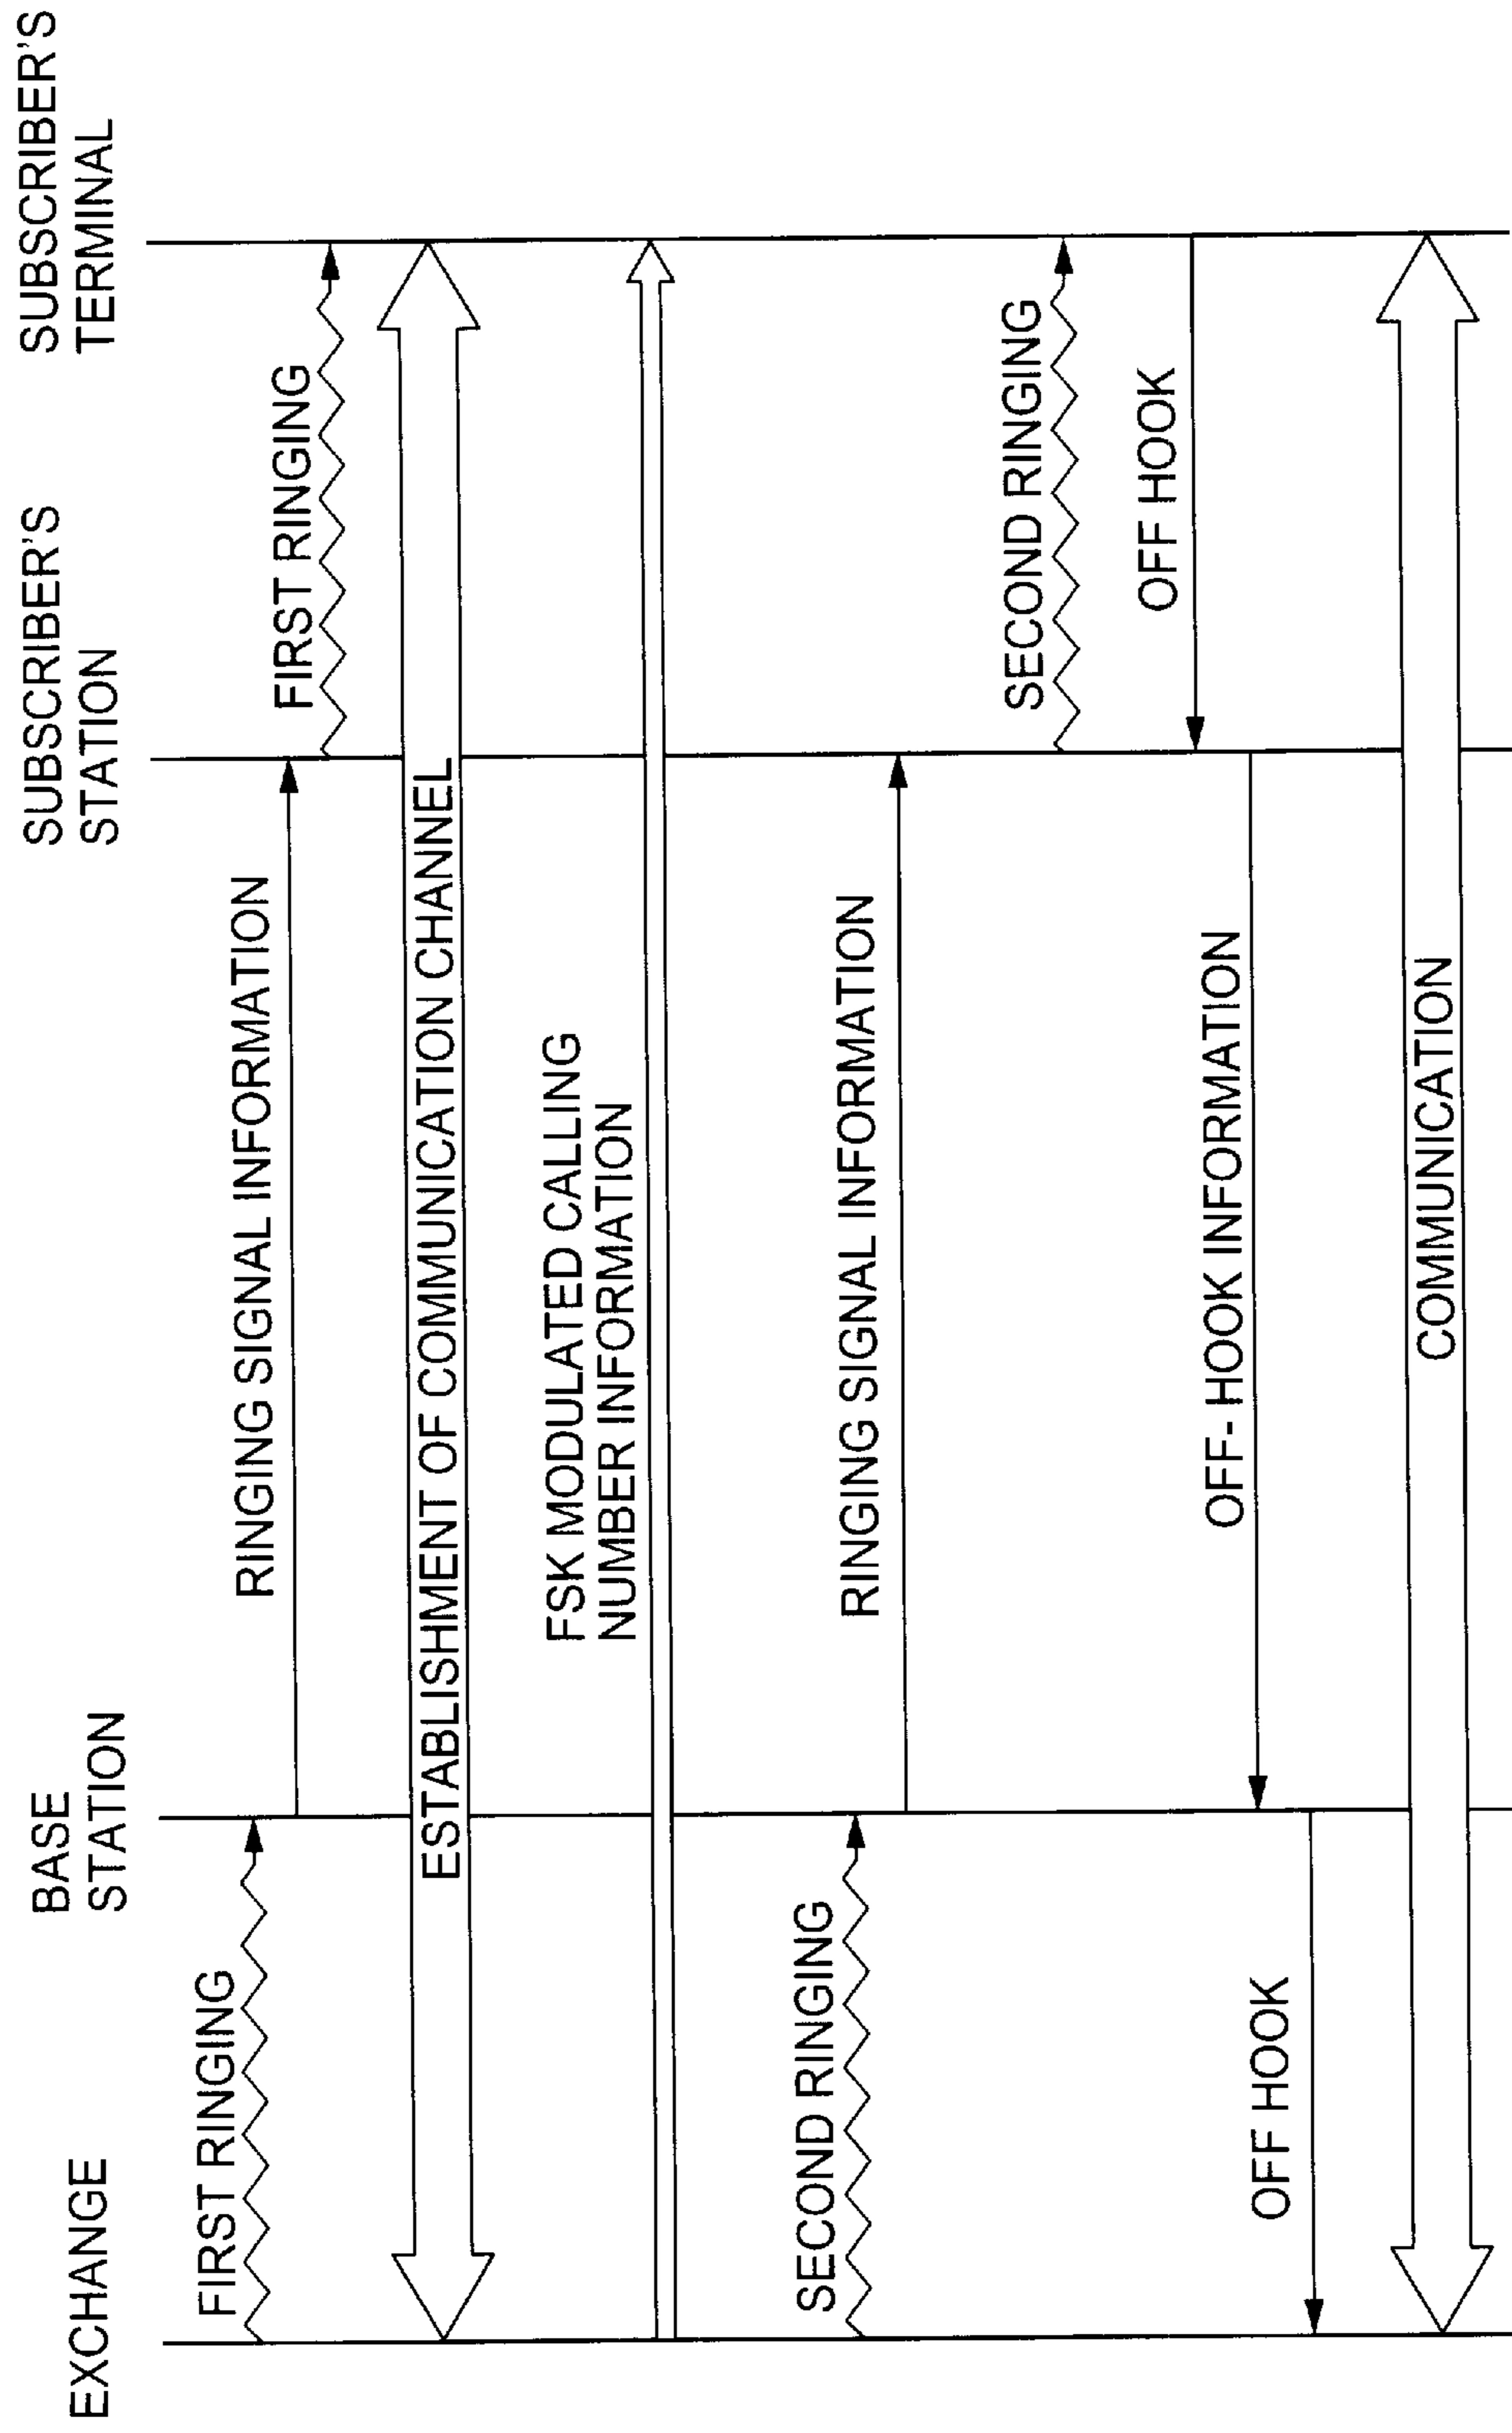 EXCHANGE
BASE
STATION
SUBSCRIBER'S
STATION
SUBSCRIBER'S
TERMINAL
FIRST RINGING
RINGING SIGNAL INFORMATION
FIRST RINGING
ESTABLISHMENT OF COMMUNICATION CHANNEL
FSK MODULATED CALLING
NUMBER INFORMATION
SECOND RINGING
RINGING SIGNAL INFORMATION
SECOND RINGING
OFF HOOK
OFF- HOOK INFORMATION
OFF HOOK
COMMUNICATION